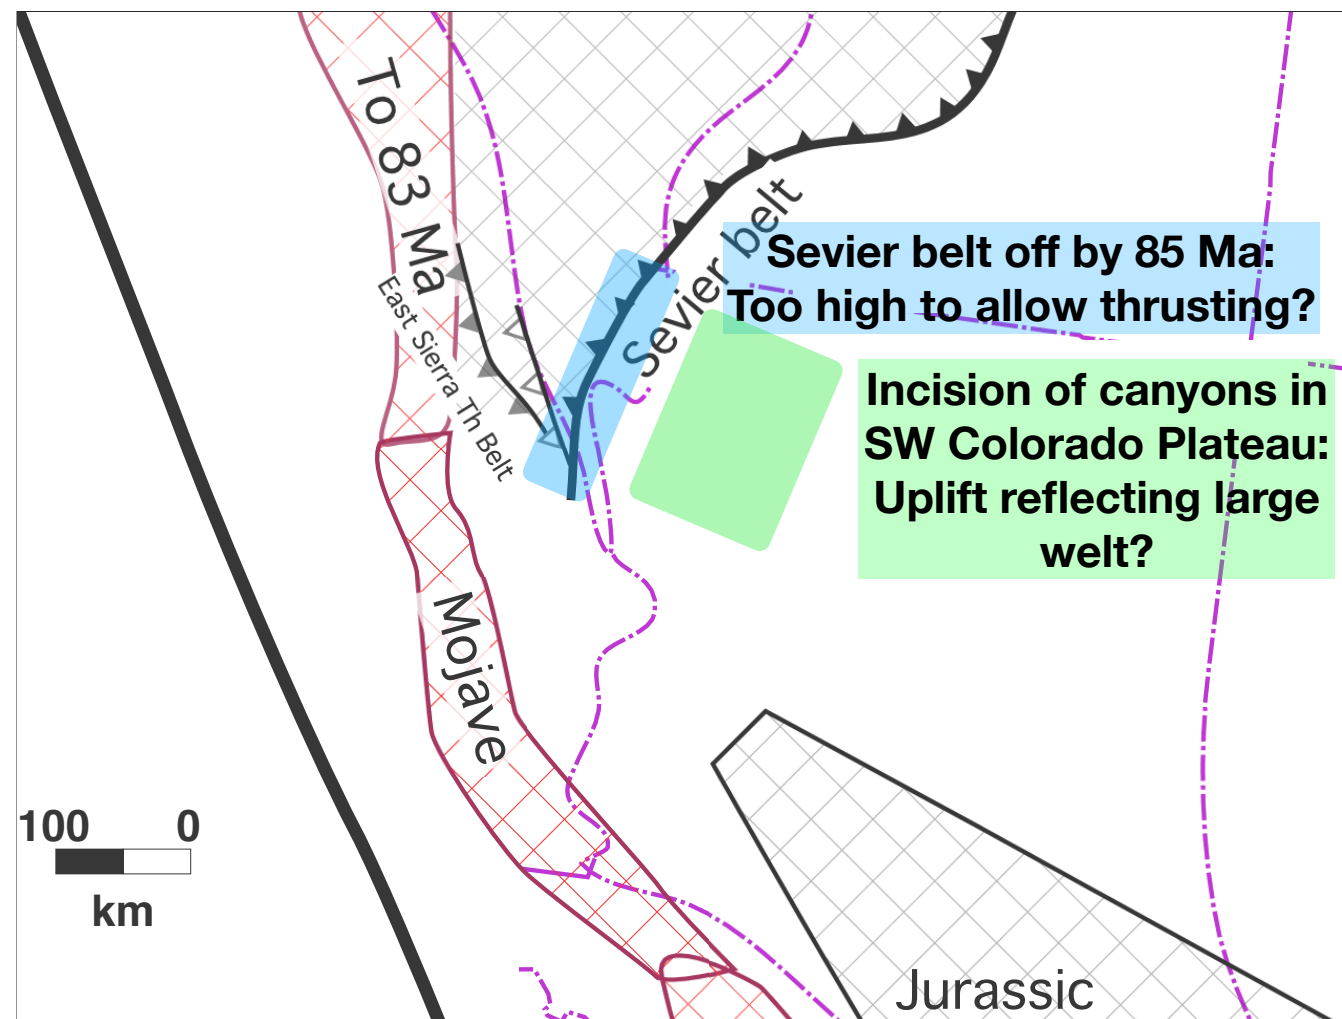 To 83 Ma
East Sierra Th Belt
Sevier belt
Sevier belt off by 85 Ma:
Too high to allow thrusting?
Incision of canyons in
SW Colorado Plateau:
Uplift reflecting large
welt?
Mojave
100 0
km
Jurassic